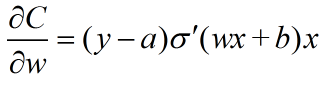 ∂C/∂w = (y − a)σ′(wx + b)x